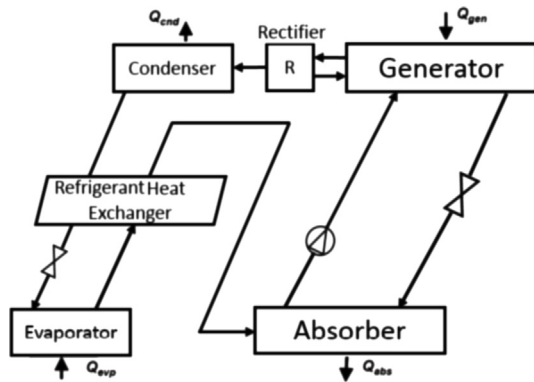 Qcnd
Qgen
Rectifier
Condenser
R
Generator
Refrigerant Heat
Exchanger
Evaporator
Absorber
Qevp
Qabs